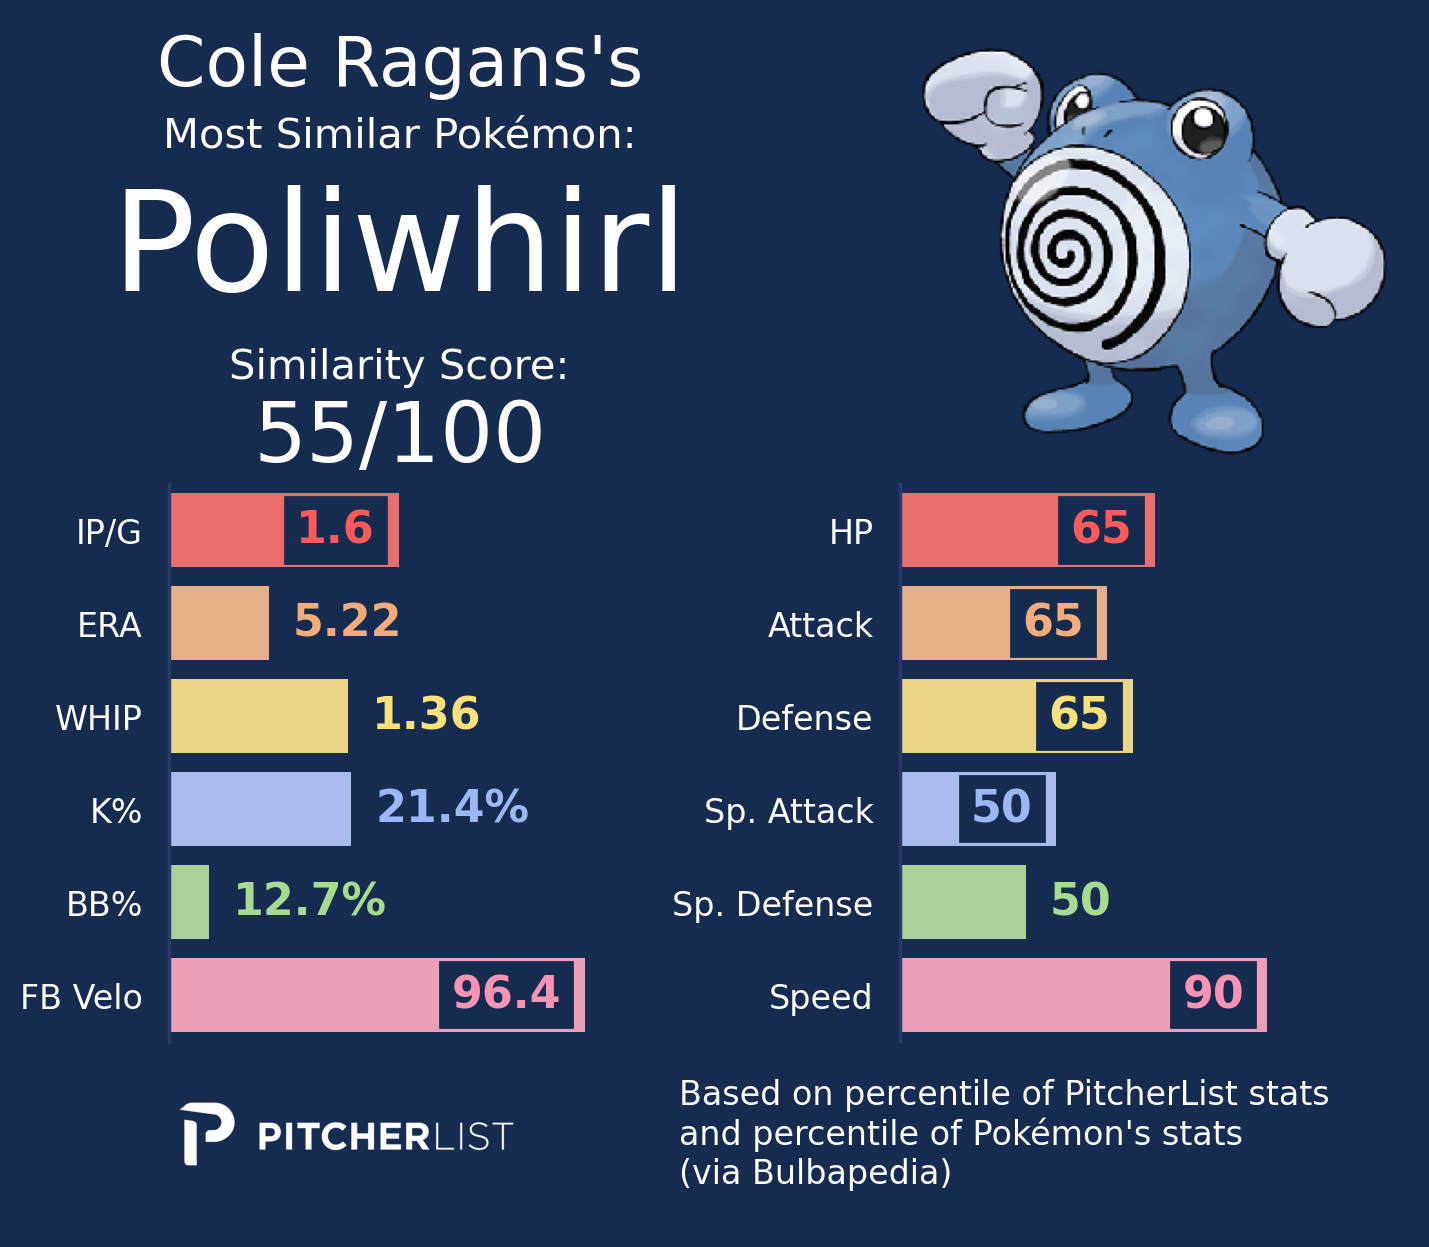 Cole Ragans's
Most Similar Pokémon:
Poliwhirl
Similarity Score:
55/100
IP/G 1.6
ERA 5.22
WHIP 1.36
K% 21.4%
BB% 12.7%
FB Velo 96.4
HP 65
Attack 65
Defense 65
Sp. Attack 50
Sp. Defense 50
Speed 90
PITCHERLIST
Based on percentile of PitcherList stats
and percentile of Pokémon's stats
(via Bulbapedia)